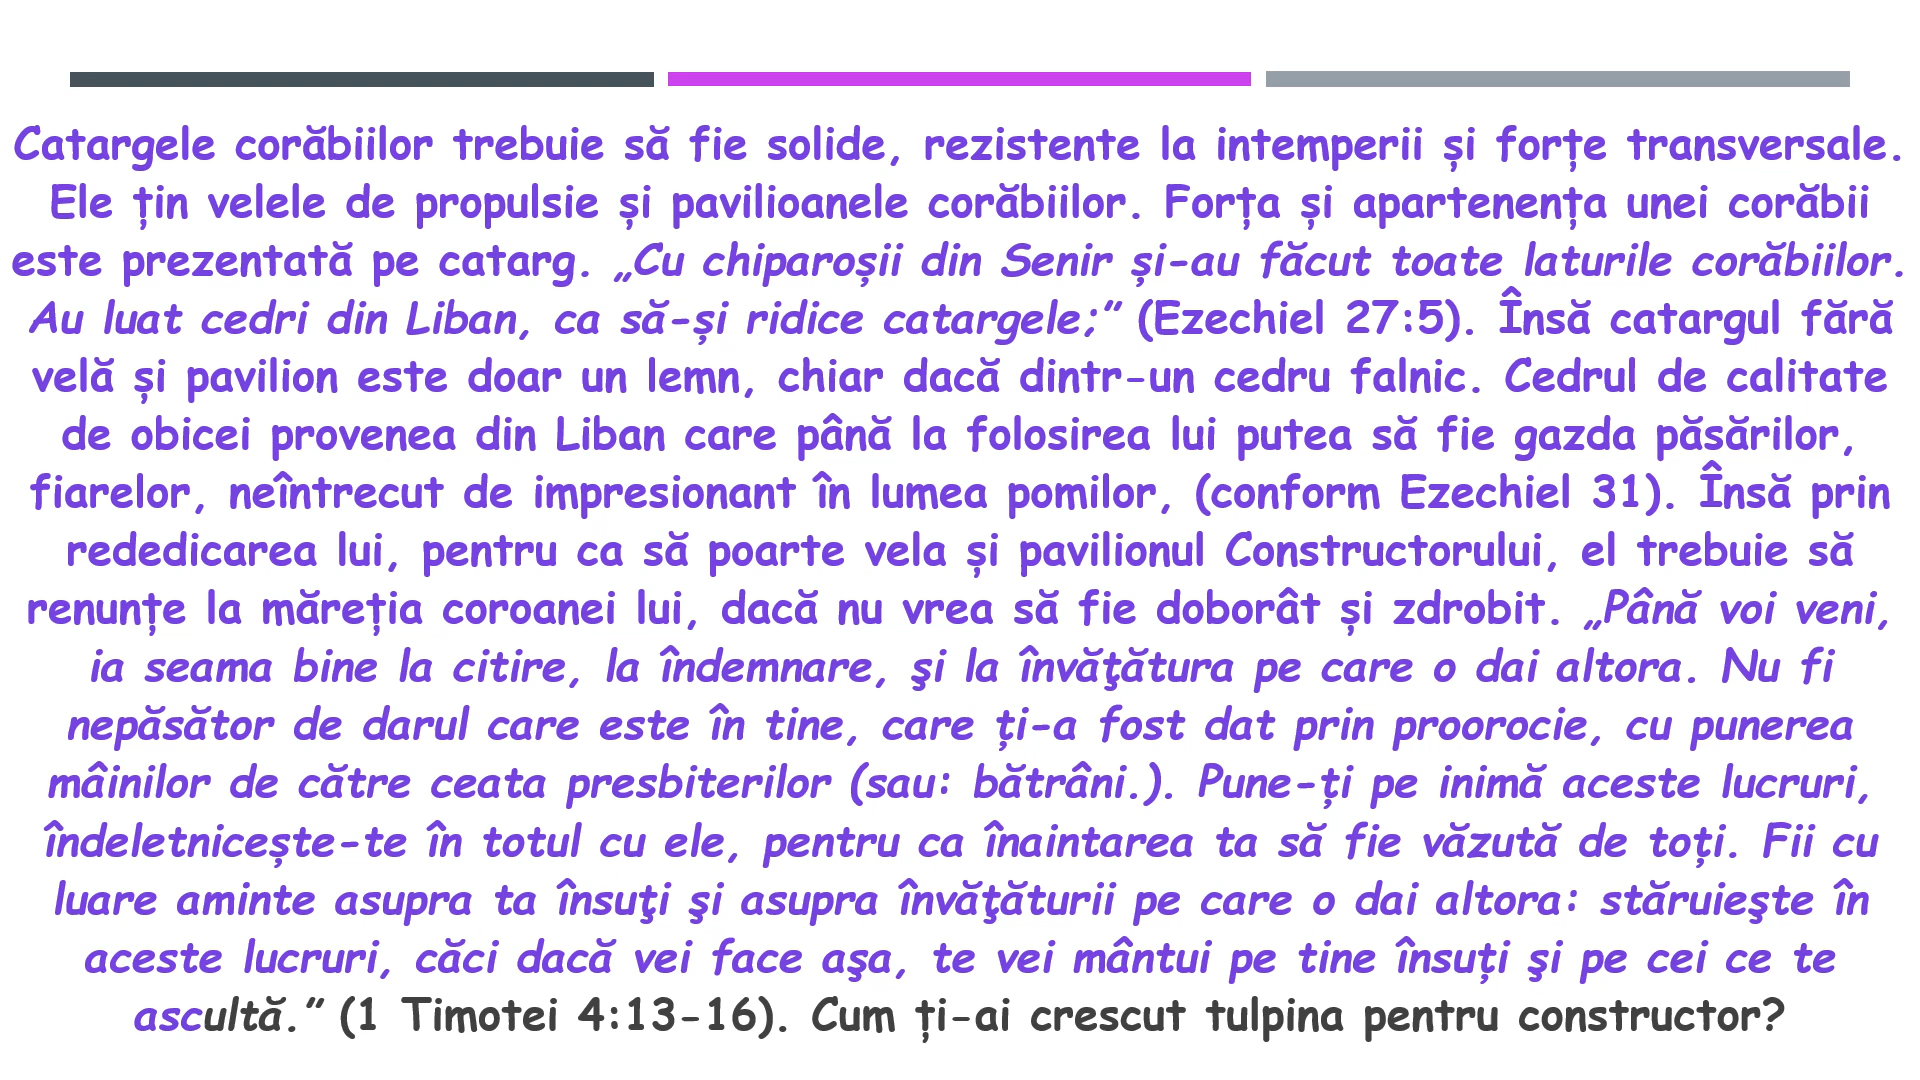 Catargele corăbiilor trebuie să fie solide, rezistente la intemperii și forțe transversale.
Ele țin velele de propulsie și pavilioanele corăbiilor. Forța și apartenența unei corăbii
este prezentată pe catarg. „Cu chiparoșii din Senir și-au făcut toate laturile corăbiilor.
Au luat cedri din Liban, ca să-și ridice catargele;” (Ezechiel 27:5). Însă catargul fără
velă și pavilion este doar un lemn, chiar dacă dintr-un cedru falnic. Cedrul de calitate
de obicei provenea din Liban care până la folosirea lui putea să fie gazda păsărilor,
fiarelor, neîntrecut de impresionant în lumea pomilor, (conform Ezechiel 31). Însă prin
rededicarea lui, pentru ca să poarte vela și pavilionul Constructorului, el trebuie să
renunțe la măreția coroanei lui, dacă nu vrea să fie doborât și zdrobit. „Până voi veni,
ia seama bine la citire, la îndemnare, şi la învăţătura pe care o dai altora. Nu fi
nepăsător de darul care este în tine, care ți-a fost dat prin proorocie, cu punerea
mâinilor de către ceata presbiterilor (sau: bătrâni.). Pune-ți pe inimă aceste lucruri,
îndeletnicește-te în totul cu ele, pentru ca înaintarea ta să fie văzută de toți. Fii cu
luare aminte asupra ta însuţi şi asupra învăţăturii pe care o dai altora: stăruieşte în
aceste lucruri, căci dacă vei face aşa, te vei mântui pe tine însuți şi pe cei ce te
ascultă.” (1 Timotei 4:13-16). Cum ți-ai crescut tulpina pentru constructor?